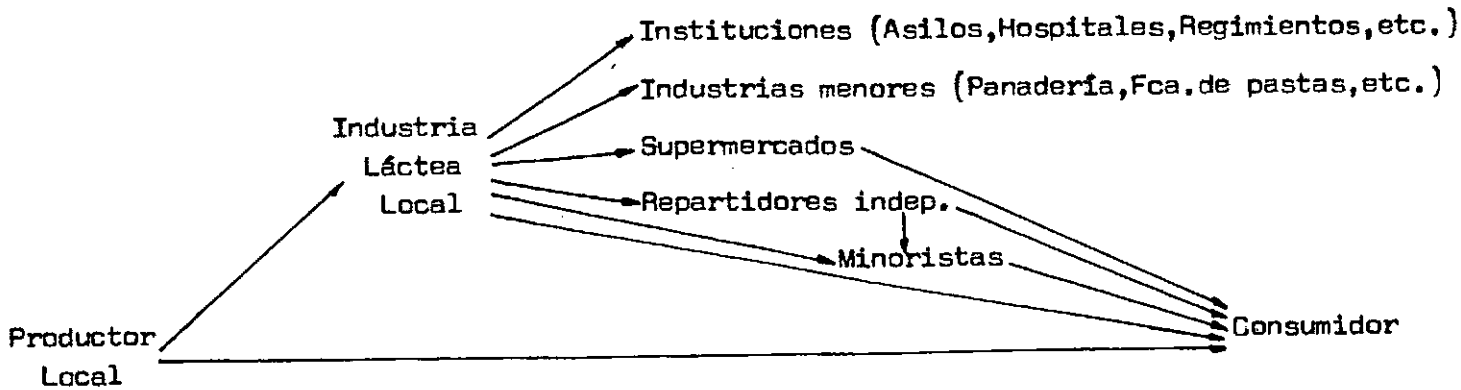 Instituciones (Asilos,Hospitales,Regimientos,etc.)
Industrias menores (Panadería,Fca.de pastas,etc.)
Industria
Láctea
Local
Supermercados
Repartidores indep.
Minoristas
Consumidor
Productor
Local